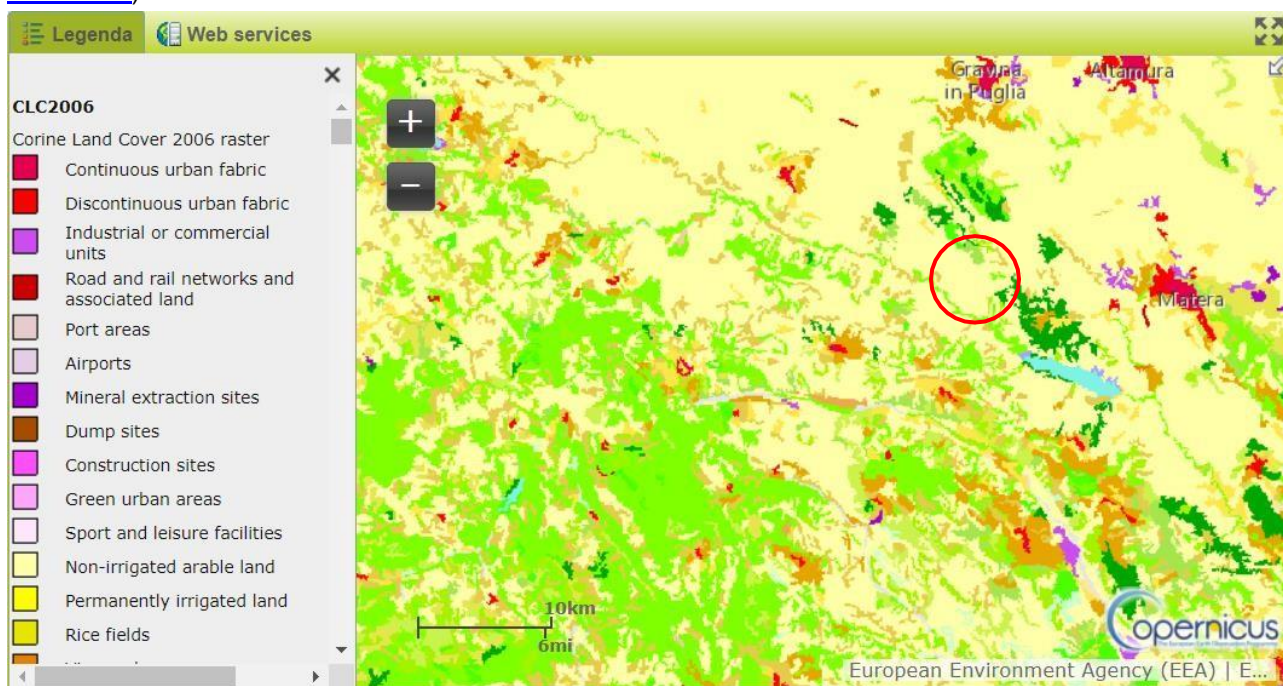 Legenda
Web services
CLC2006
Corine Land Cover 2006 raster
Continuous urban fabric
Discontinuous urban fabric
Industrial or commercial
units
Road and rail networks and
associated land
Port areas
Airports
Mineral extraction sites
Dump sites
Construction sites
Green urban areas
Sport and leisure facilities
Non-irrigated arable land
Permanently irrigated land
Rice fields
+
−
Gravina
in Puglia
Altamura
Matera
10km
6mi
opernicus
European Environment Agency (EEA) | E...